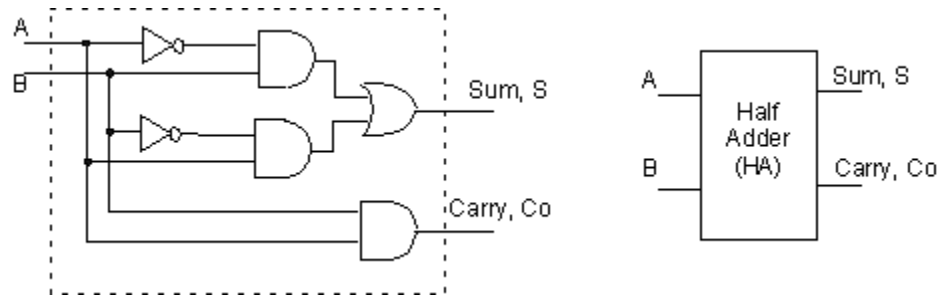 A
B
Sum, S
Carry, Co
A
B
Half
Adder
(HA)
Sum, S
Carry, Co